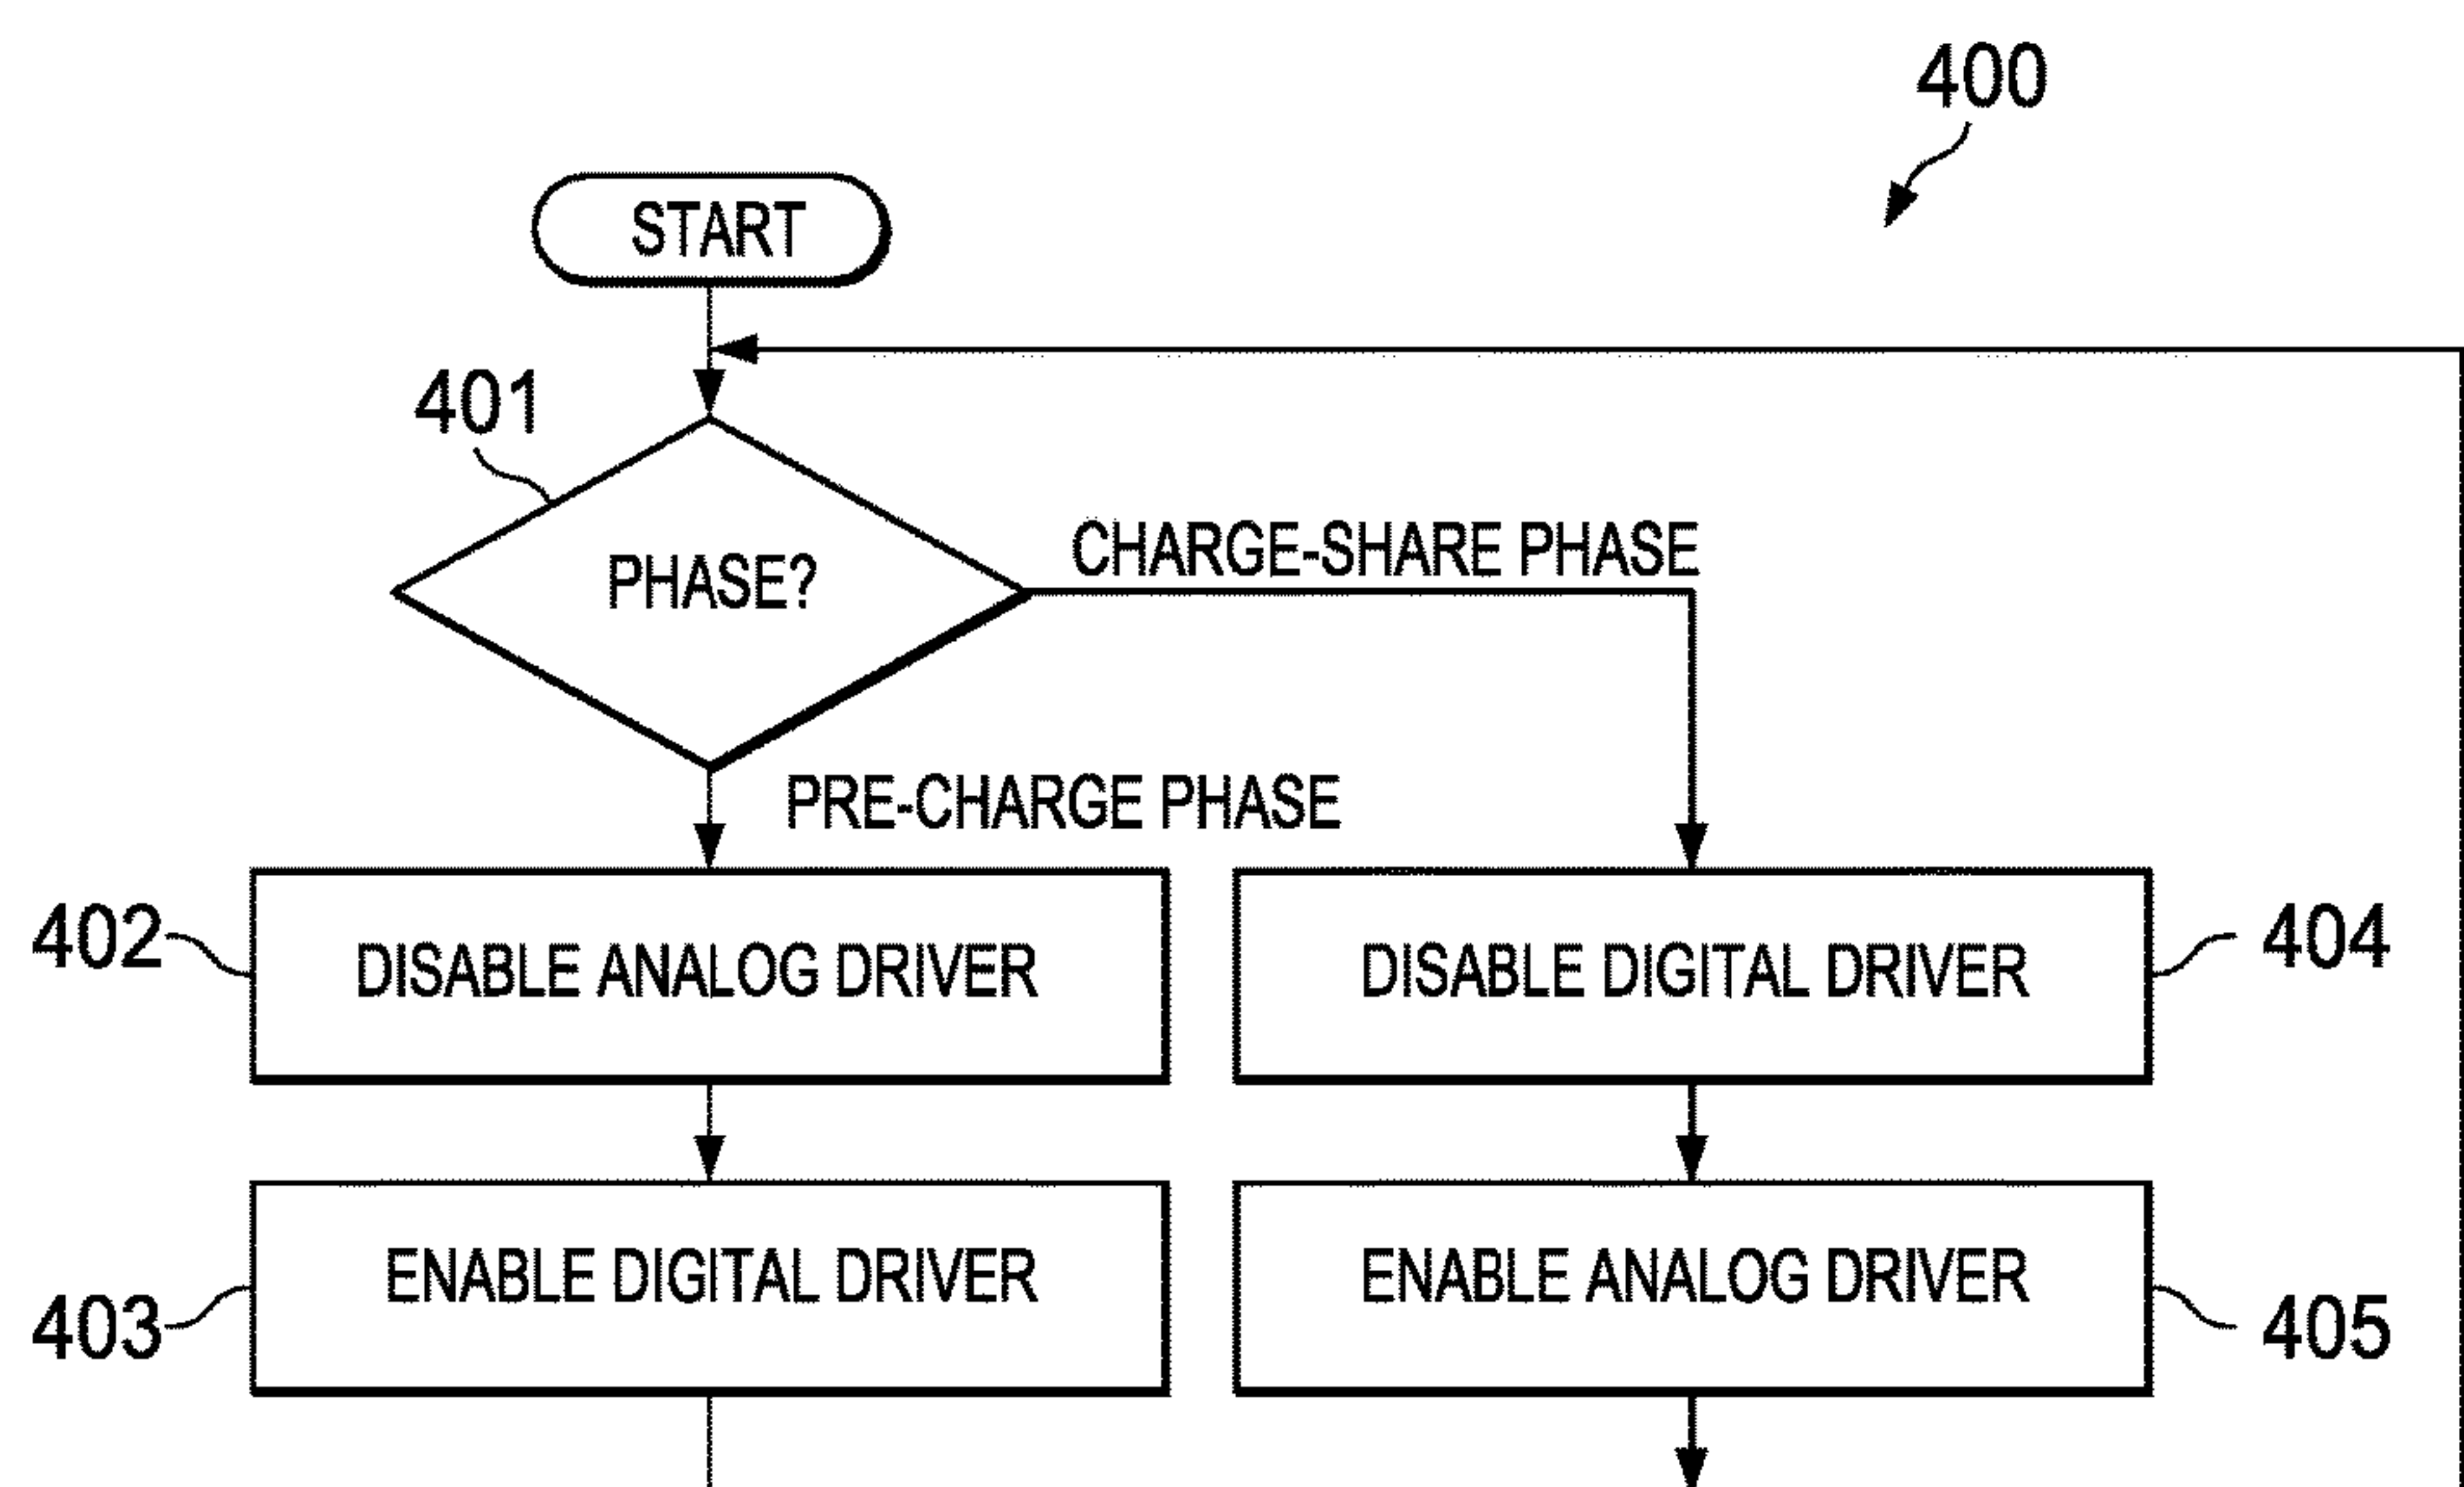 400
START
401
PHASE?
CHARGE-SHARE PHASE
PRE-CHARGE PHASE
402
DISABLE ANALOG DRIVER
DISABLE DIGITAL DRIVER
404
403
ENABLE DIGITAL DRIVER
ENABLE ANALOG DRIVER
405